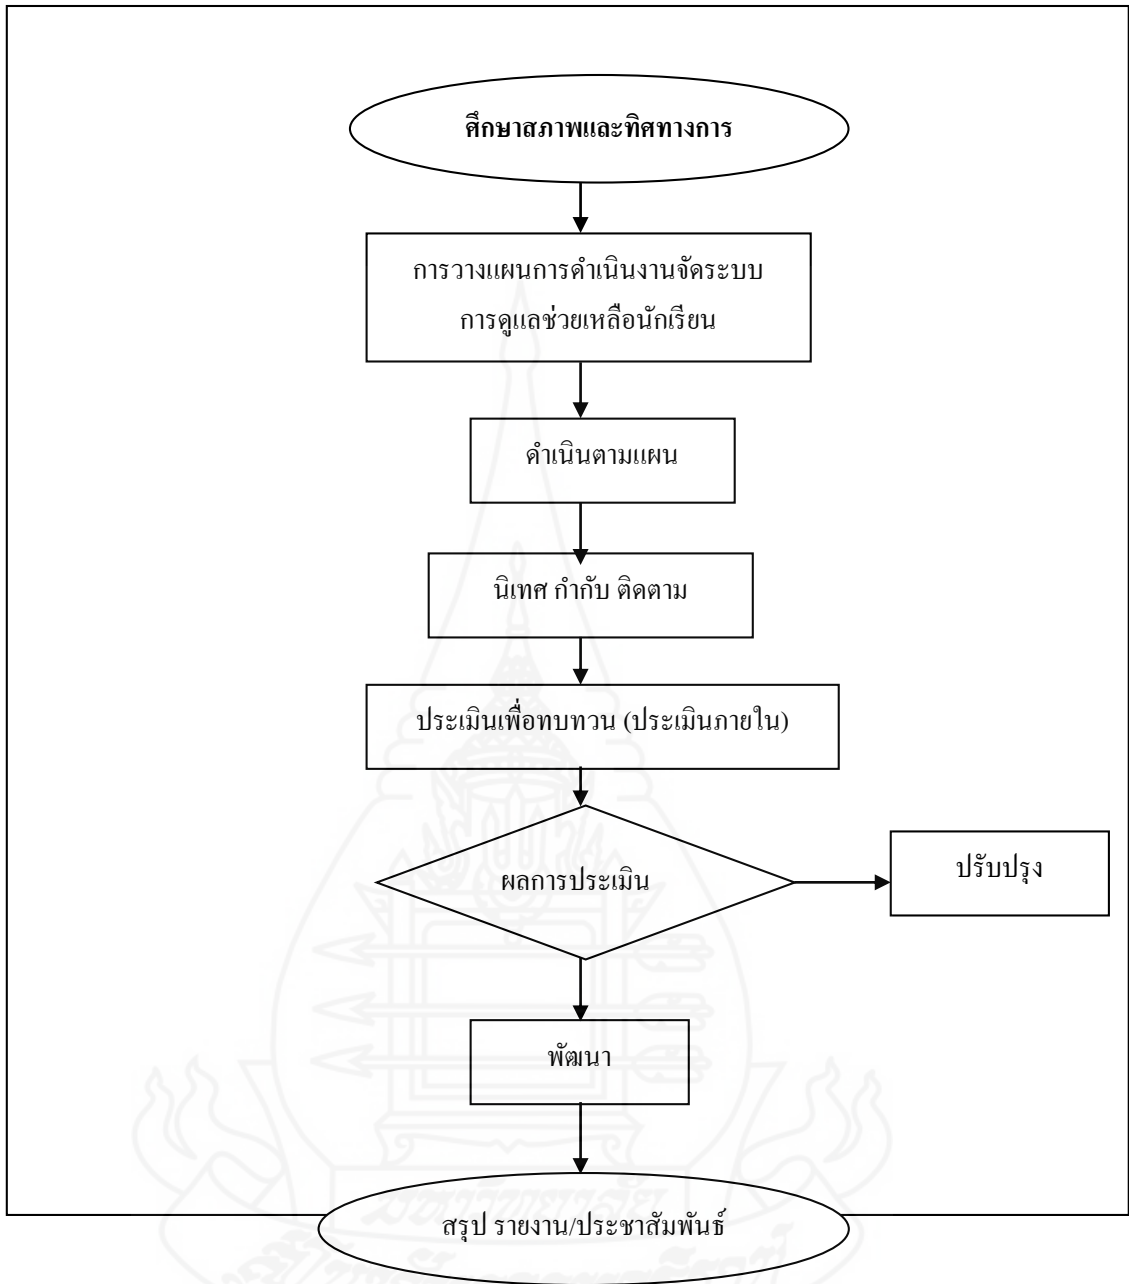 ศึกษาสภาพและทิศทางการ
การวางแผนการดำเนินงานจัดระบบ
การดูแลช่วยเหลือนักเรียน
ดำเนินตามแผน
นิเทศ กำกับ ติดตาม
ประเมินเพื่อทบทวน (ประเมินภายใน)
ผลการประเมิน
ปรับปรุง
พัฒนา
สรุป รายงาน/ประชาสัมพันธ์